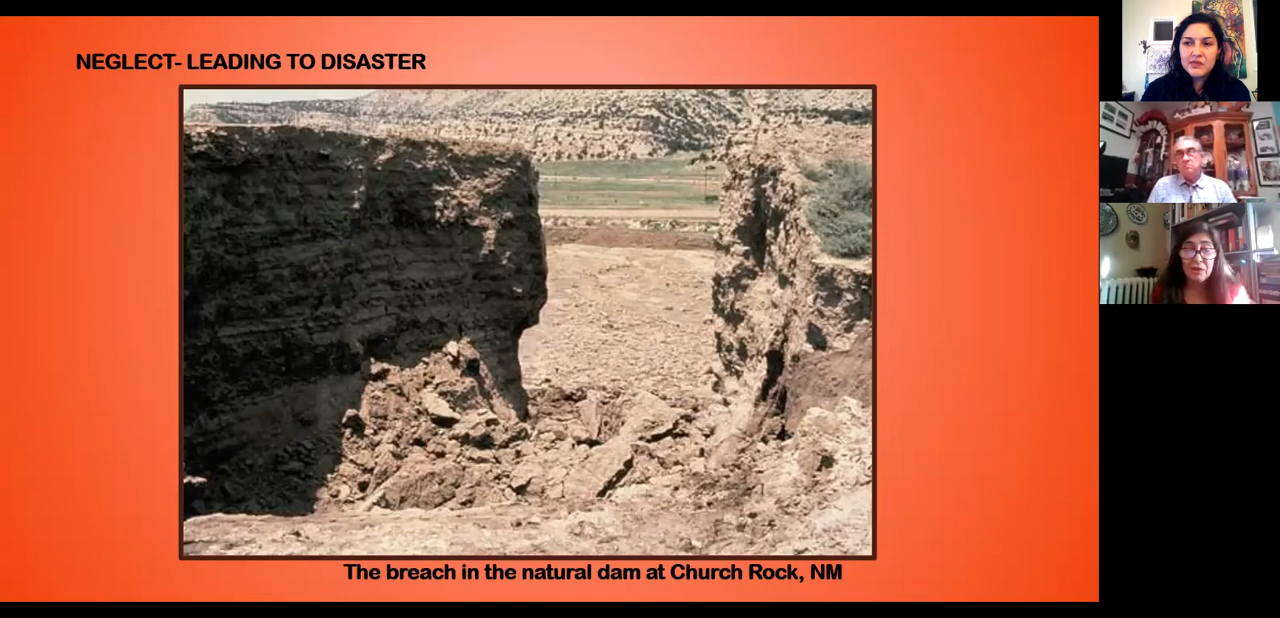 NEGLECT- LEADING TO DISASTER
The breach in the natural dam at Church Rock, NM